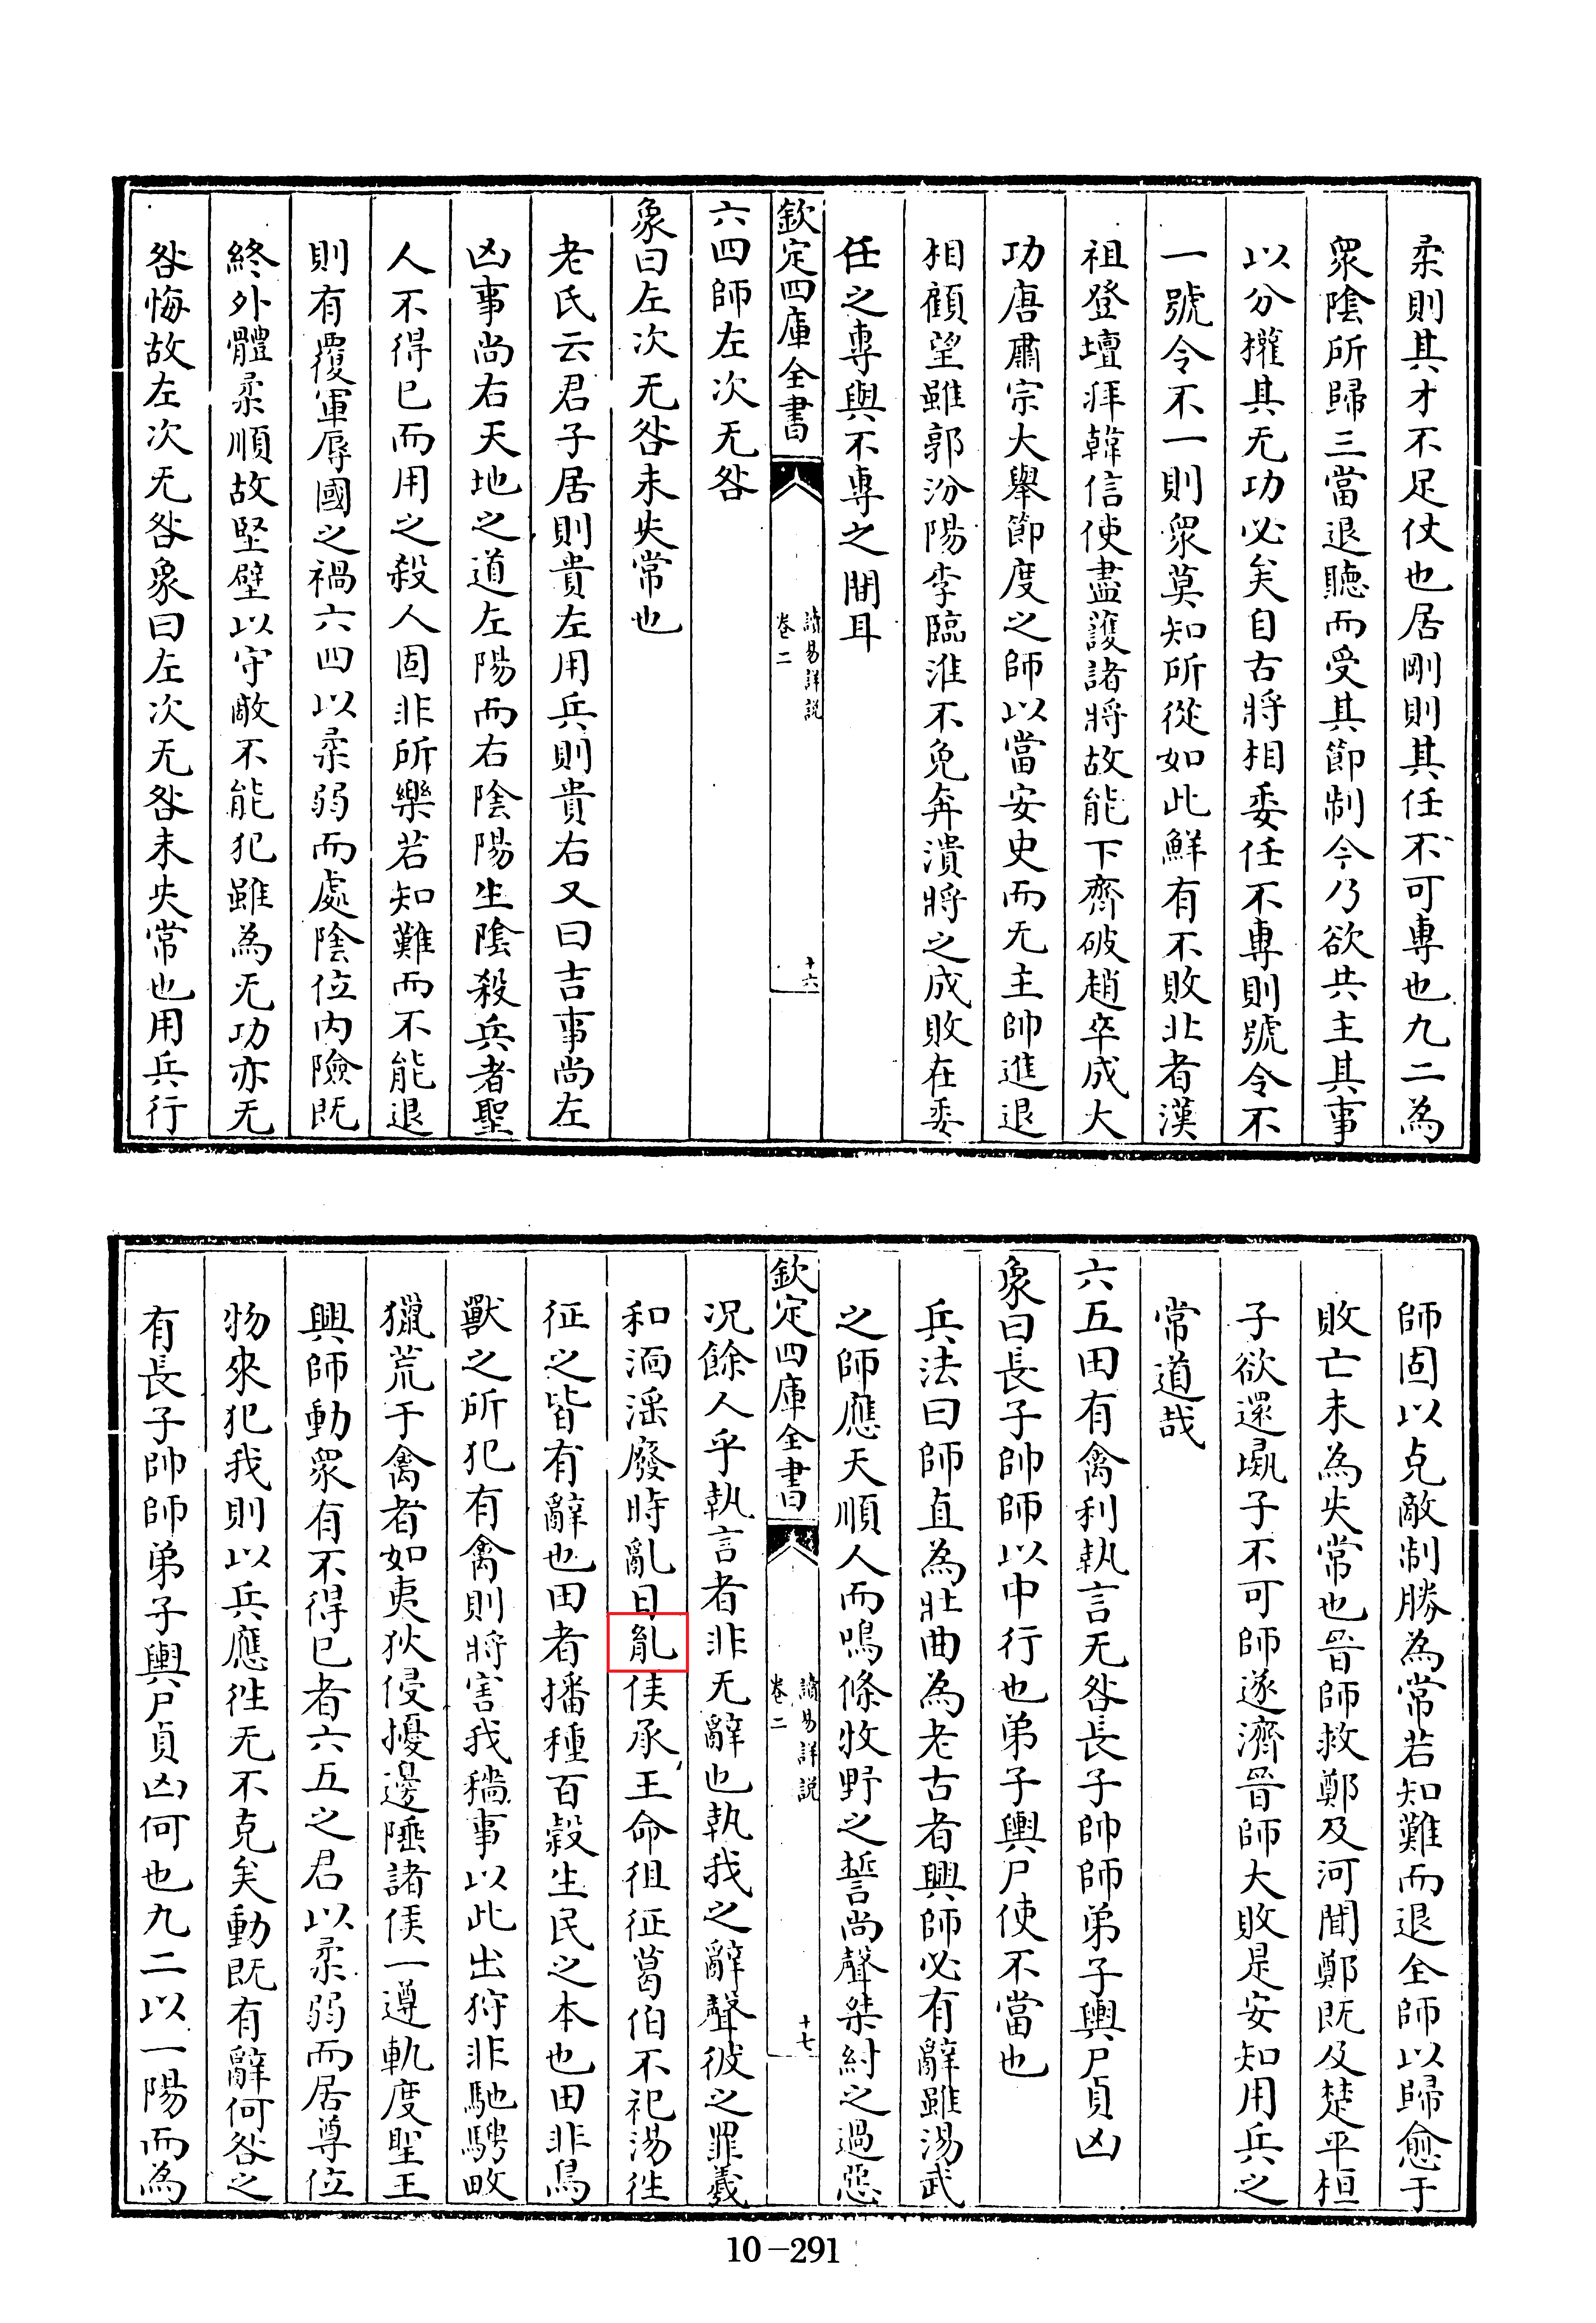 柔則其才不足仗也居剛則其任不可專也九二為
衆陰所歸三當退聽而受其節制今乃欲共主其事
以分權其无功必矣自古將相委任不專則號令不
一號令不一則衆莫知所從如此鮮有不敗北者漢
祖登壇拜韓信使盡護諸將故能下齊破趙卒成大
功唐肅宗大舉節度之師以當安史而无主帥進退
相顧望雖郭汾陽李臨淮不免奔潰將之成敗在委
任之專與不專之間耳
欽定四庫全書
讀易詳説
卷二
十六
六四師左次无咎
象曰左次无咎未失常也
老氏云君子居則貴左用兵則貴右又曰吉事尚左
凶事尚右天地之道左陽而右陰陽生陰殺兵者聖
人不得已而用之殺人固非所樂若知難而不能退
則有覆軍辱國之禍六四以柔弱而處陰位内險既
終外體柔順故堅壁以守敵不能犯雖為无功亦无
咎悔故左次无咎象曰左次无咎未失常也用兵行
師固以克敵制勝為常若知難而退全師以歸愈于
敗亡未為失常也晉師救鄭及河聞鄭既及楚平桓
子欲還彘子不可師遂濟晉師大敗是安知用兵之
常道哉
六五田有禽利執言无咎長子帥師弟子輿尸貞凶
象曰長子帥師以中行也弟子輿尸使不當也
兵法曰師直為壯曲為老古者興師必有辭雖湯武
之師應天順人而鳴條牧野之誓尚聲桀紂之過惡
欽定四庫全書
讀易詳説
卷二
十七
况餘人乎執言者非无辭也執我之辭聲彼之罪羲
和湎淫廢時亂日胤侯承王命徂征葛伯不祀湯徃
征之皆有辭也田者播種百穀生民之本也田非鳥
獸之所犯有禽則將害我穡事以此出狩非馳騁畋
獵荒于禽者如夷狄侵擾邊陲諸侯一遵軌度聖王
興師動衆有不得已者六五之君以柔弱而居尊位
物來犯我則以兵應徃无不克矣動既有辭何咎之
有長子帥師弟子輿尸貞凶何也九二以一陽而為
10-291